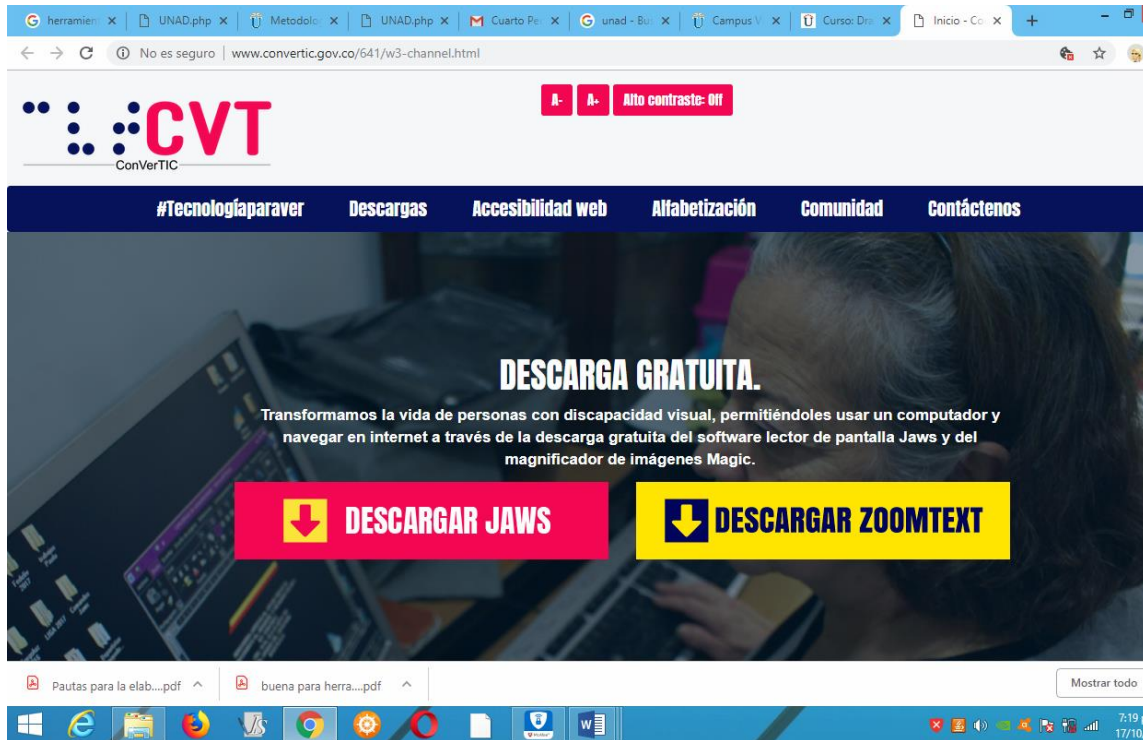 herramien
UNAD.php
Metodolo
UNAD.php
Cuarto Pe
unad - Bu
Campus V
Curso: Dra
Inicio - Co
No es seguro | www.convertic.gov.co/641/w3-channel.html
A- A+ Alto contraste: Off
CVT
ConVerTIC
#Tecnologíaparaver Descargas Accesibilidad web Alfabetización Comunidad Contáctenos
DESCARGA GRATUITA.
Transformamos la vida de personas con discapacidad visual, permitiéndoles usar un computador y
navegar en internet a través de la descarga gratuita del software lector de pantalla Jaws y del
magnificador de imágenes Magic.
DESCARGAR JAWS DESCARGAR ZOOMTEXT
Pautas para la elab....pdf buena para herra....pdf Mostrar todo
7:19
17/10